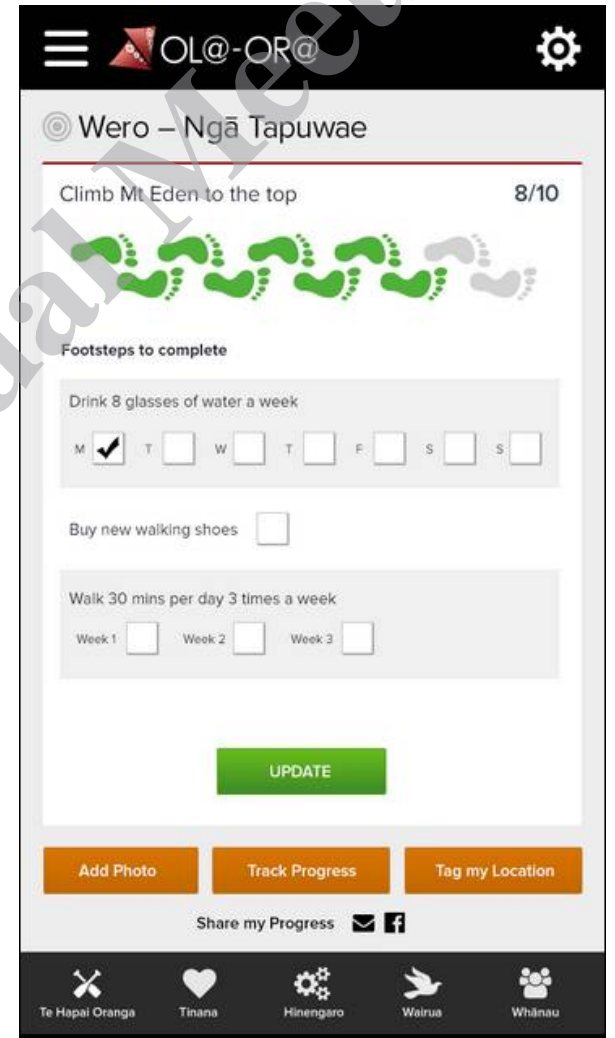 OL@-OR@
Wero – Ngā Tapuwae
Climb Mt Eden to the top 8/10
Footsteps to complete
Drink 8 glasses of water a week
M T W T F S S
Buy new walking shoes
Walk 30 mins per day 3 times a week
Week 1 Week 2 Week 3
UPDATE
Add Photo Track Progress Tag my Location
Share my Progress
Te Hapai Oranga Tinana Hinengaro Wairua Whānau